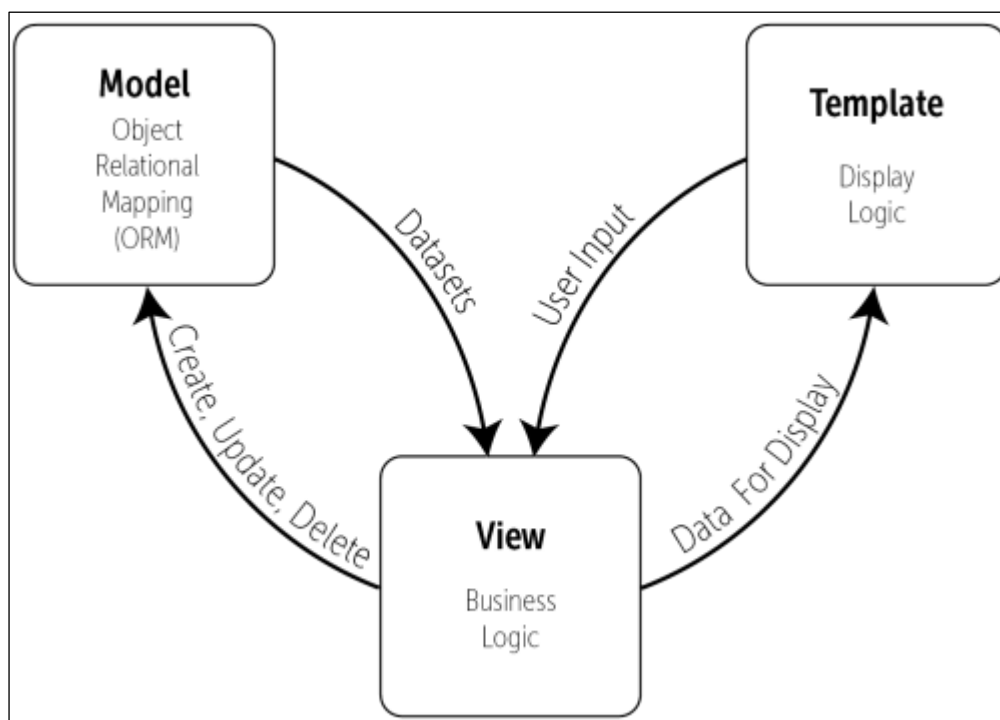 Model
Object
Relational
Mapping
(ORM)
Template
Display
Logic
Datasets
User Input
Create, Update, Delete
Data For Display
View
Business
Logic